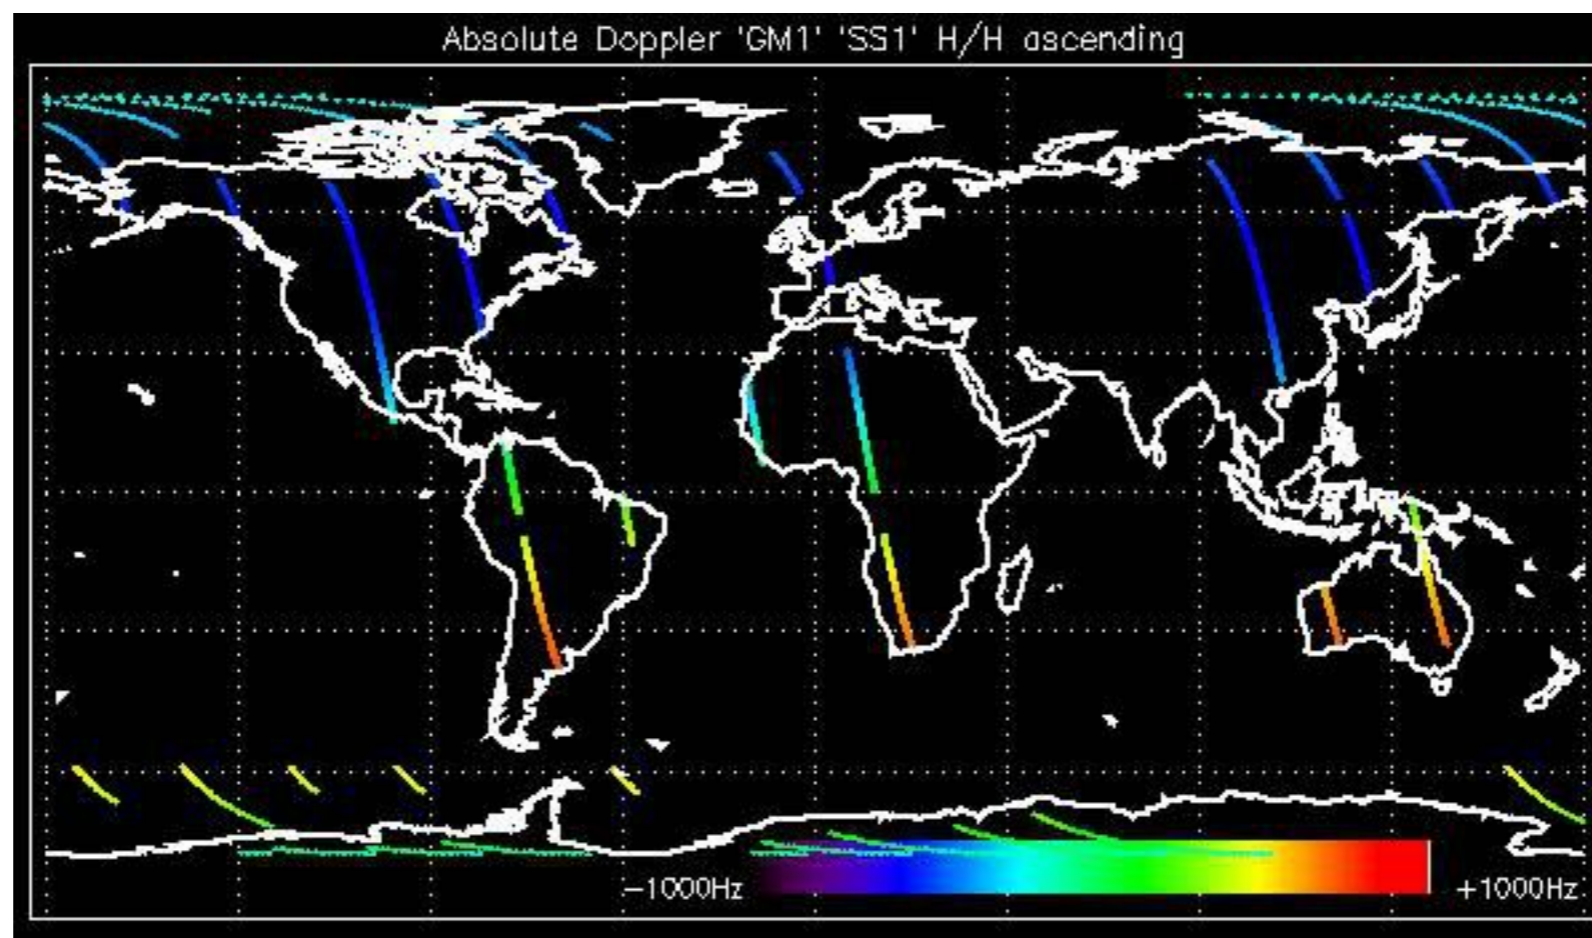 Absolute Doppler 'GM1' 'SS1' H/H ascending
-1000Hz
+1000Hz